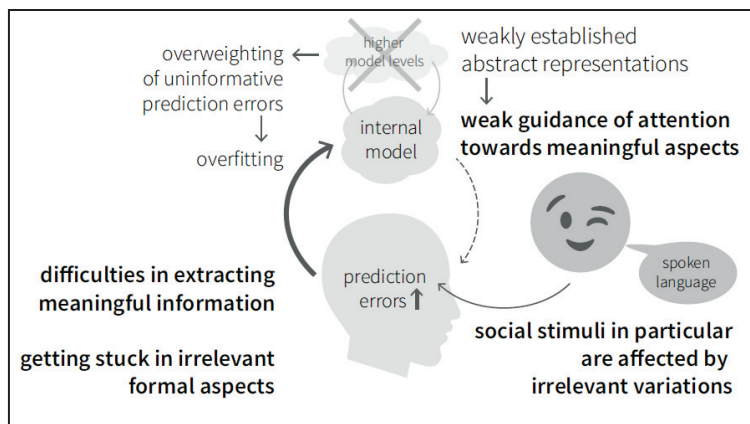 higher
model levels
overweighting
of uninformative
prediction errors
overfitting
weakly established
abstract representations
weak guidance of attention
towards meaningful aspects
internal
model
spoken
language
prediction
errors
difficulties in extracting
meaningful information
getting stuck in irrelevant
formal aspects
social stimuli in particular
are affected by
irrelevant variations